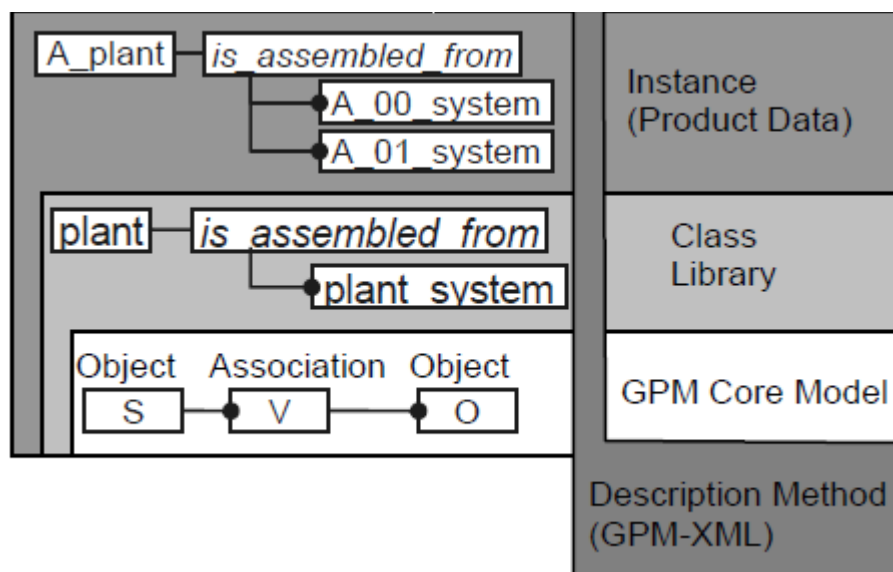 A_plant is_assembled_from
A_00_system
A_01_system
Instance
(Product Data)
plant is_assembled_from
plant_system
Class
Library
Object Association Object
S V O
GPM Core Model
Description Method
(GPM-XML)